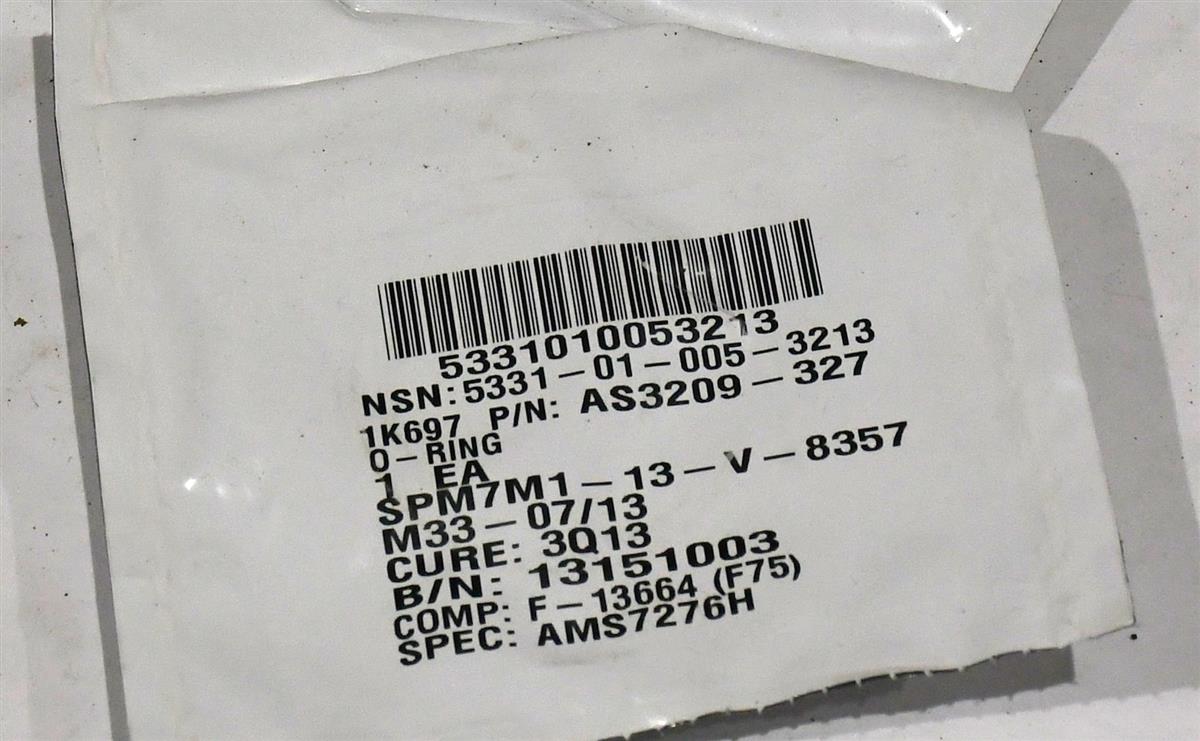 5331010053213
NSN: 5331-01-005-3213
1K697 P/N: AS3209-327
O-RING
1 EA
SPM7M1-13-V-8357
M33-07/13
CURE: 3Q13
B/N: 13151003
COMP: F-13664 (F75)
SPEC: AMS7276H